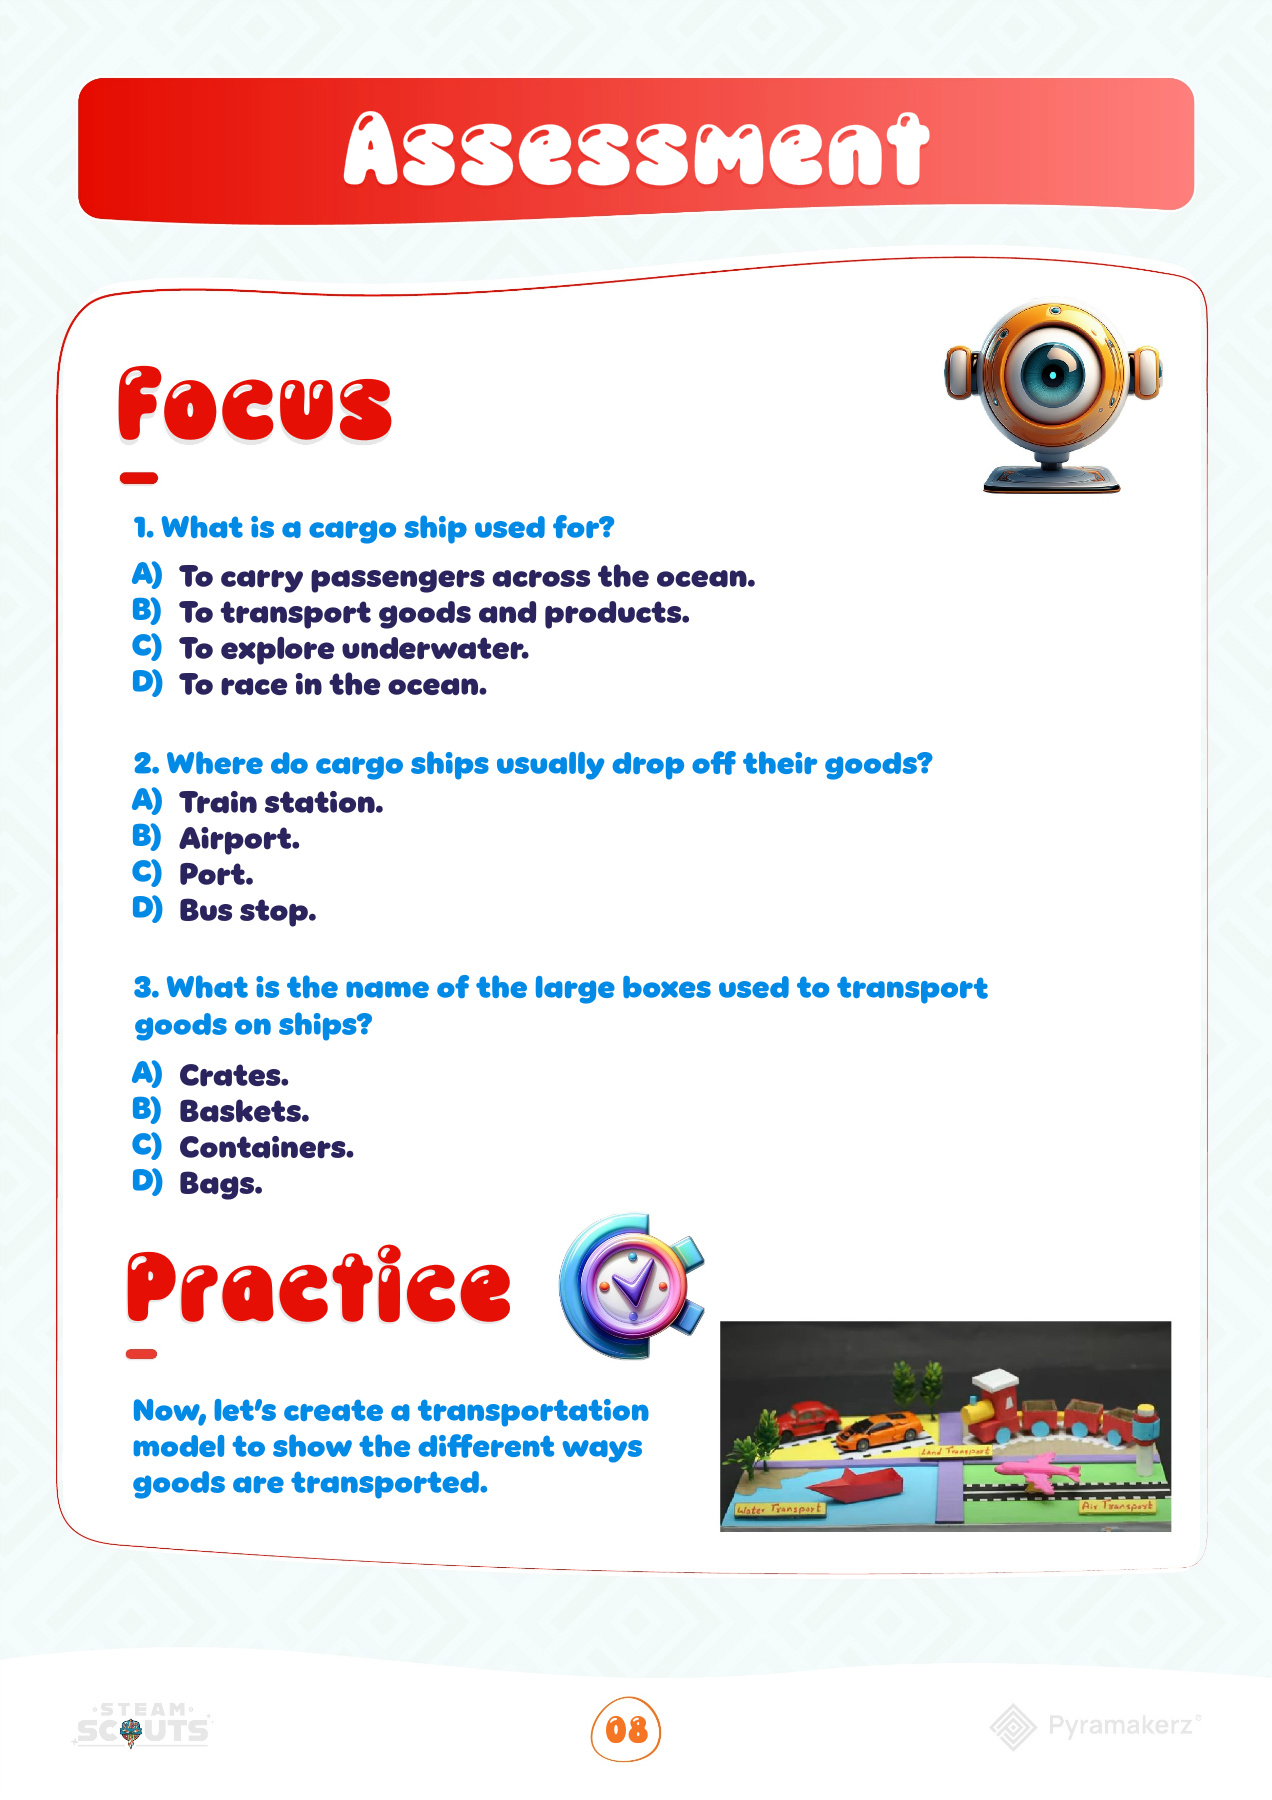 Assessment
Focus
1. What is a cargo ship used for?
A) To carry passengers across the ocean.
B) To transport goods and products.
C) To explore underwater.
D) To race in the ocean.
2. Where do cargo ships usually drop off their goods?
A) Train station.
B) Airport.
C) Port.
D) Bus stop.
3. What is the name of the large boxes used to transport
goods on ships?
A) Crates.
B) Baskets.
C) Containers.
D) Bags.
Practice
Now, let's create a transportation
model to show the different ways
goods are transported.
Land Transport
Water Transport
Air Transport
STEAM
SCOUTS
08
Pyramakerz